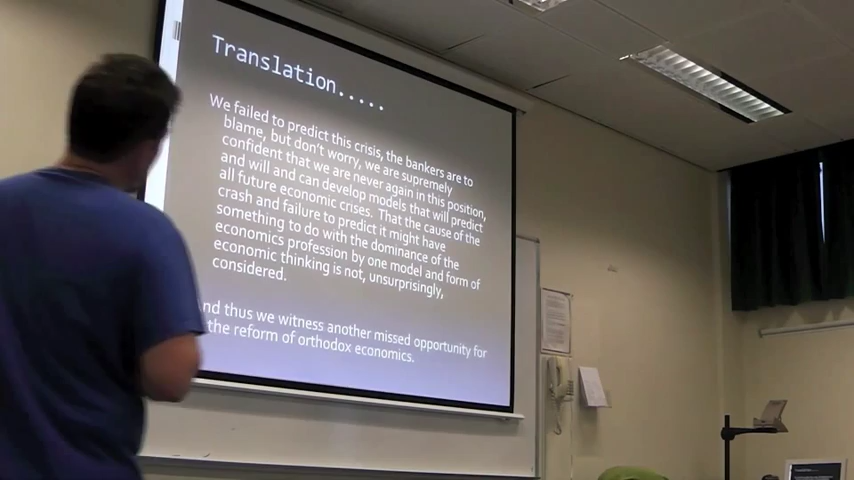 Translation.....
We failed to predict this crisis, the bankers are to
blame, but don't worry, we are supremely
confident that we are never again in this position,
and will and can develop models that will predict
all future economic crises. That the cause of the
crash and failure to predict it might have
something to do with the dominance of the
economics profession by one model and form of
economic thinking is not, unsurprisingly,
considered.
nd thus we witness another missed opportunity for
the reform of orthodox economics.